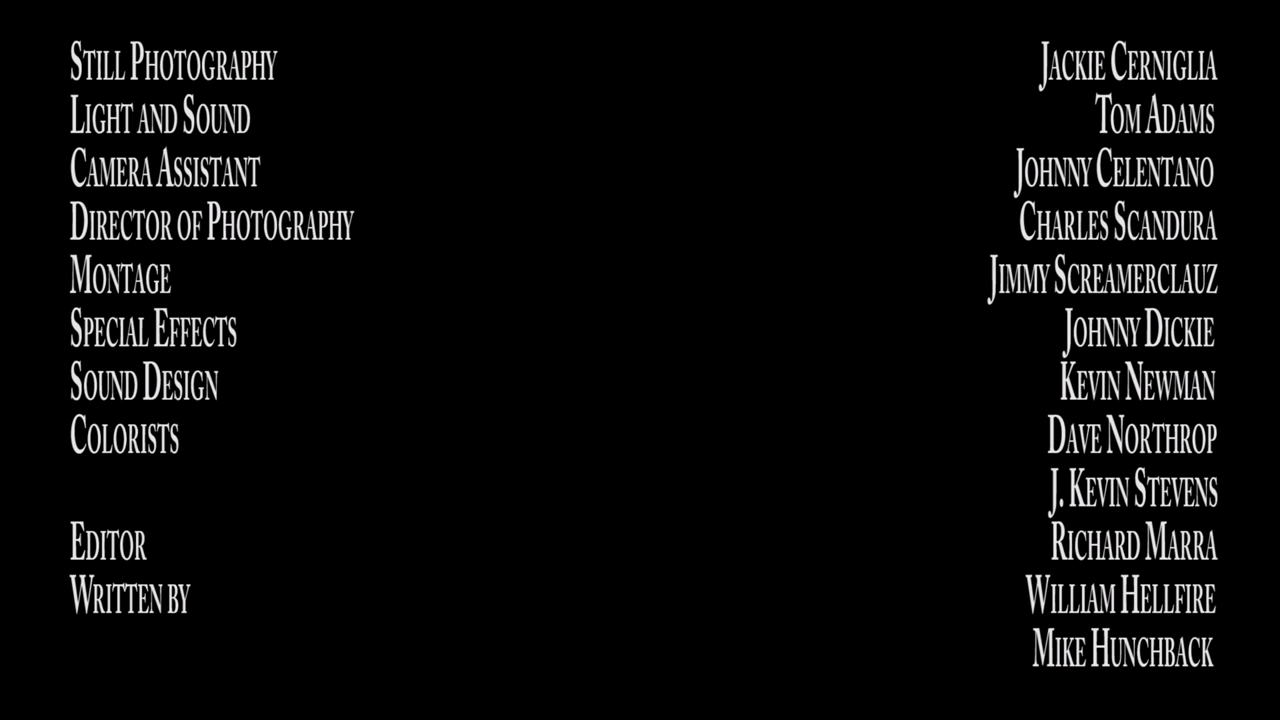 Still Photography Jackie Cerniglia
Light and Sound Tom Adams
Camera Assistant Johnny Celentano
Director of Photography Charles Scandura
Montage Jimmy Screamerclauz
Special Effects Johnny Dickie
Sound Design Kevin Newman
Colorists Dave Northrop
J. Kevin Stevens
Editor Richard Marra
Written by William Hellfire
Mike Hunchback